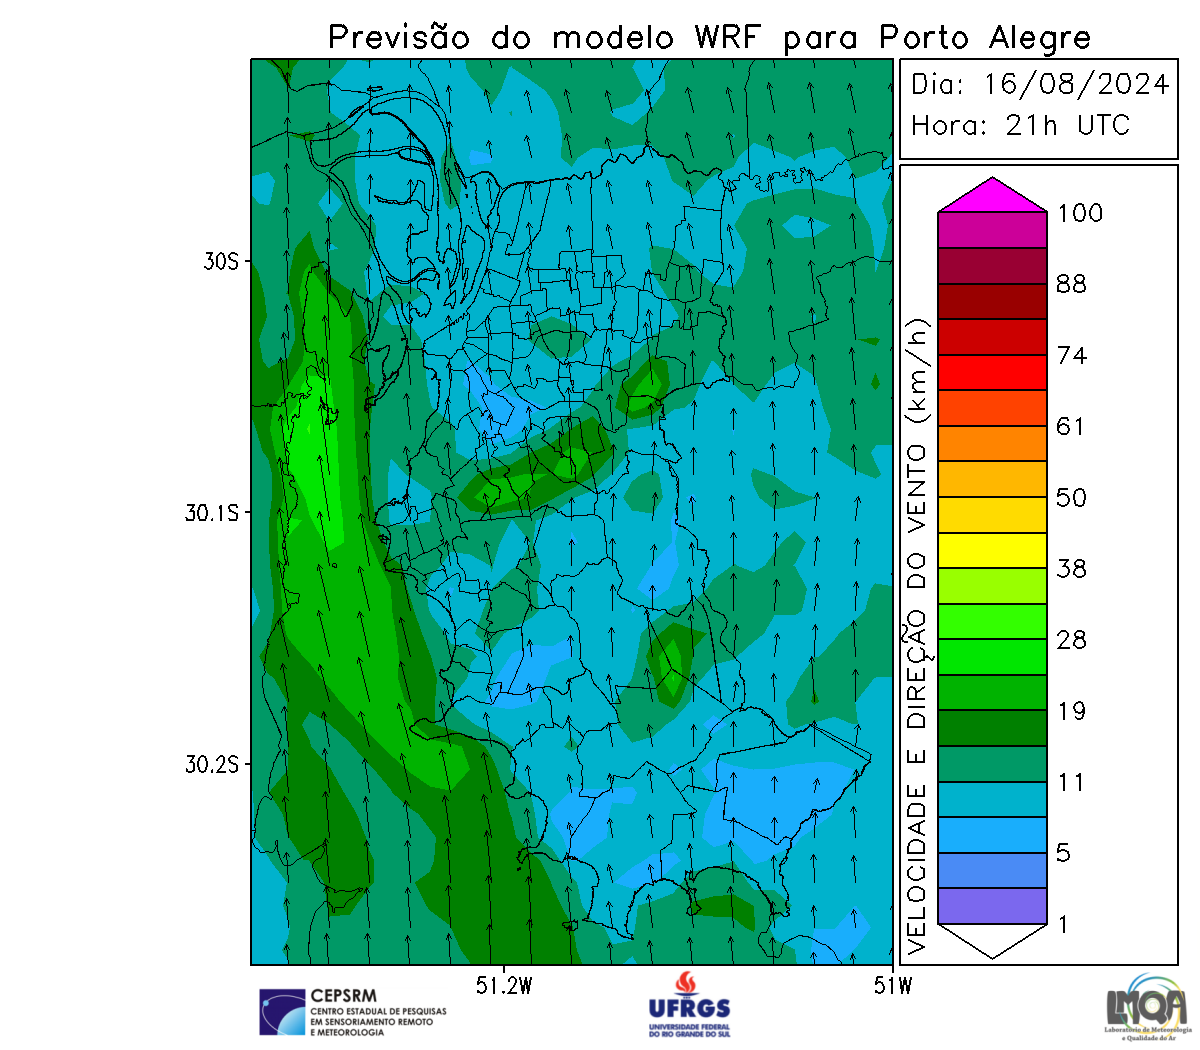 Previsão do modelo WRF para Porto Alegre
Dia: 16/08/2024
Hora: 21h UTC
30S
30.1S
30.2S
51.2W
51W
VELOCIDADE E DIREÇÃO DO VENTO (km/h)
100
88
74
61
50
38
28
19
11
5
1
CEPSRM
CENTRO ESTADUAL DE PESQUISAS
EM SENSORIAMENTO REMOTO
E METEOROLOGIA
UFRGS
UNIVERSIDADE FEDERAL
DO RIO GRANDE DO SUL
LMQA
Laboratório de Meteorologia
e Qualidade do Ar